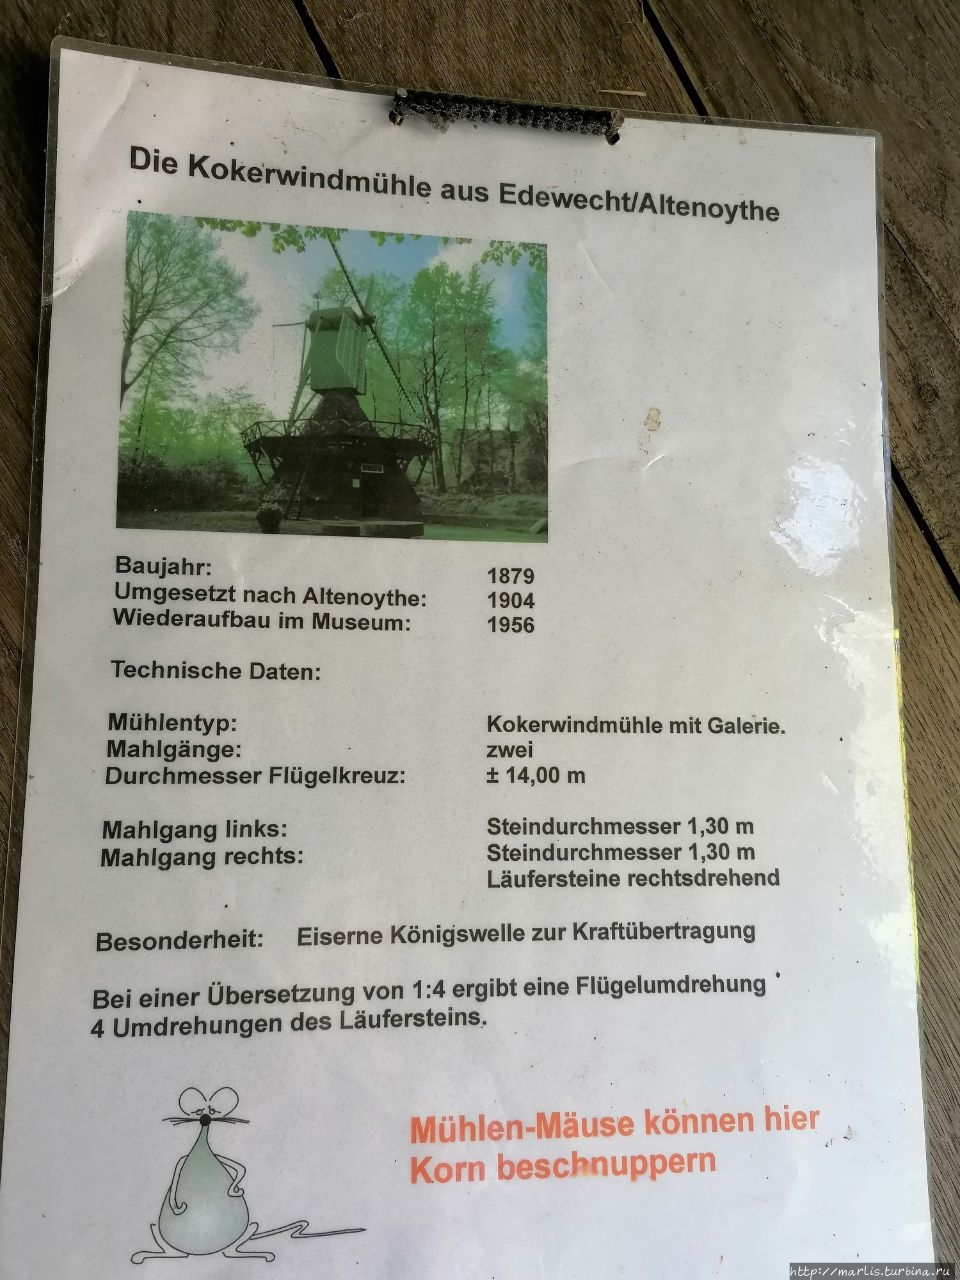 Die Kokerwindmühle aus Edewecht/Altenoythe
Baujahr: 1879
Umgesetzt nach Altenoythe: 1904
Wiederaufbau im Museum: 1956
Technische Daten:
Mühlentyp: Kokerwindmühle mit Galerie.
Mahlgänge: zwei
Durchmesser Flügelkreuz: ± 14,00 m
Mahlgang links: Steindurchmesser 1,30 m
Mahlgang rechts: Steindurchmesser 1,30 m
Läufersteine rechtsdrehend
Besonderheit: Eiserne Königswelle zur Kraftübertragung
Bei einer Übersetzung von 1:4 ergibt eine Flügelumdrehung
4 Umdrehungen des Läufersteins.
Mühlen-Mäuse können hier
Korn beschnuppern
http://marlis.turbina.ru